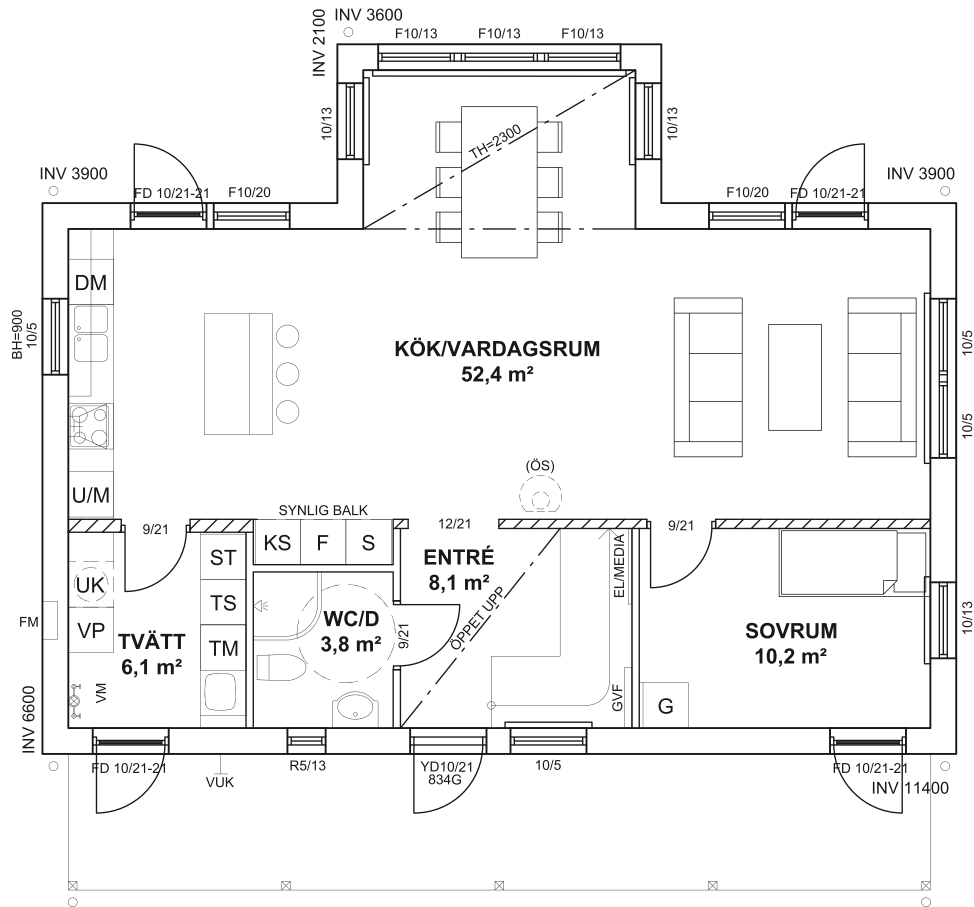 INV 3600
INV 2100
F10/13 F10/13 F10/13
10/13
10/13
TH=2300
INV 3900
INV 3900
FD 10/21-21 F10/20
F10/20 FD 10/21-21
DM
BH=900
10/5
KÖK/VARDAGSRUM
52,4 m²
10/5
10/5
U/M
(ÖS)
SYNLIG BALK
9/21
12/21
9/21
KS F S
ST
ENTRÉ
8,1 m²
EL/MEDIA
UK
TS
ÖPPET UPP
FM
VP
TVÄTT
6,1 m²
TM
WC/D
3,8 m²
9/21
SOVRUM
10,2 m²
10/13
VM
GVF
G
INV 6600
FD 10/21-21
VUK
R5/13
YD10/21
834G
10/5
FD 10/21-21
INV 11400